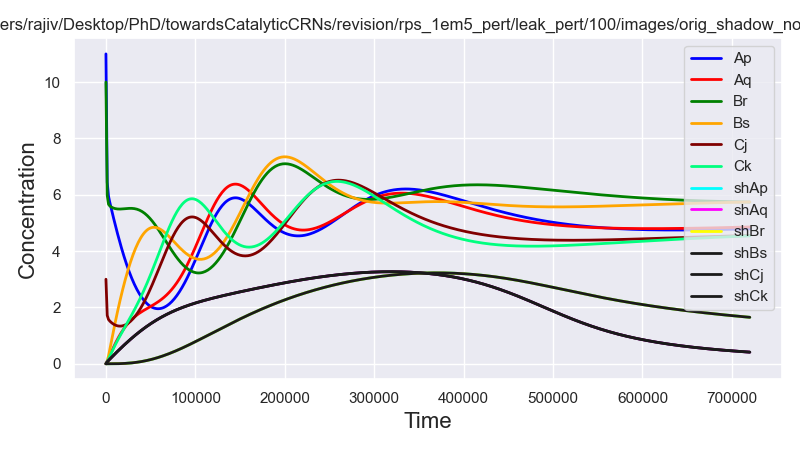 ers/rajiv/Desktop/PhD/towardsCatalyticCRNs/revision/rps_1em5_pert/leak_pert/100/images/orig_shadow_no
Concentration
10
8
6
4
2
0
0 100000 200000 300000 400000 500000 600000 700000
Time
Ap
Aq
Br
Bs
Cj
Ck
shAp
shAq
shBr
shBs
shCj
shCk